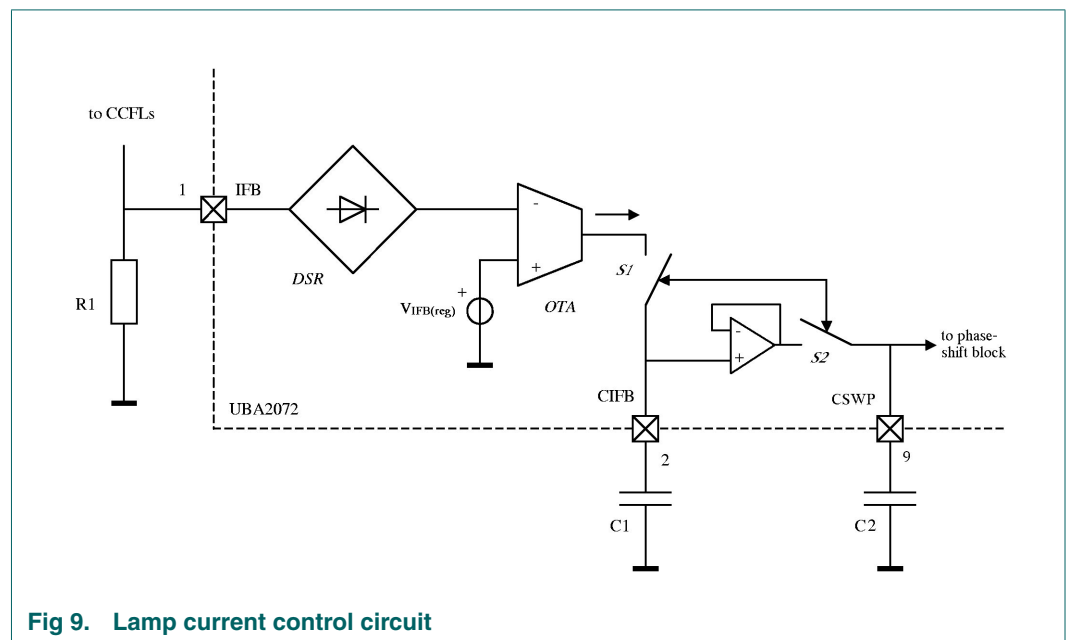 to CCFLs
1
IFB
DSR
-
+
OTA
S1
R1
+
VIFB(reg)
-
+
S2
to phase-
shift block
UBA2072
CIFB
CSWP
2
9
C1
C2
Fig 9. Lamp current control circuit